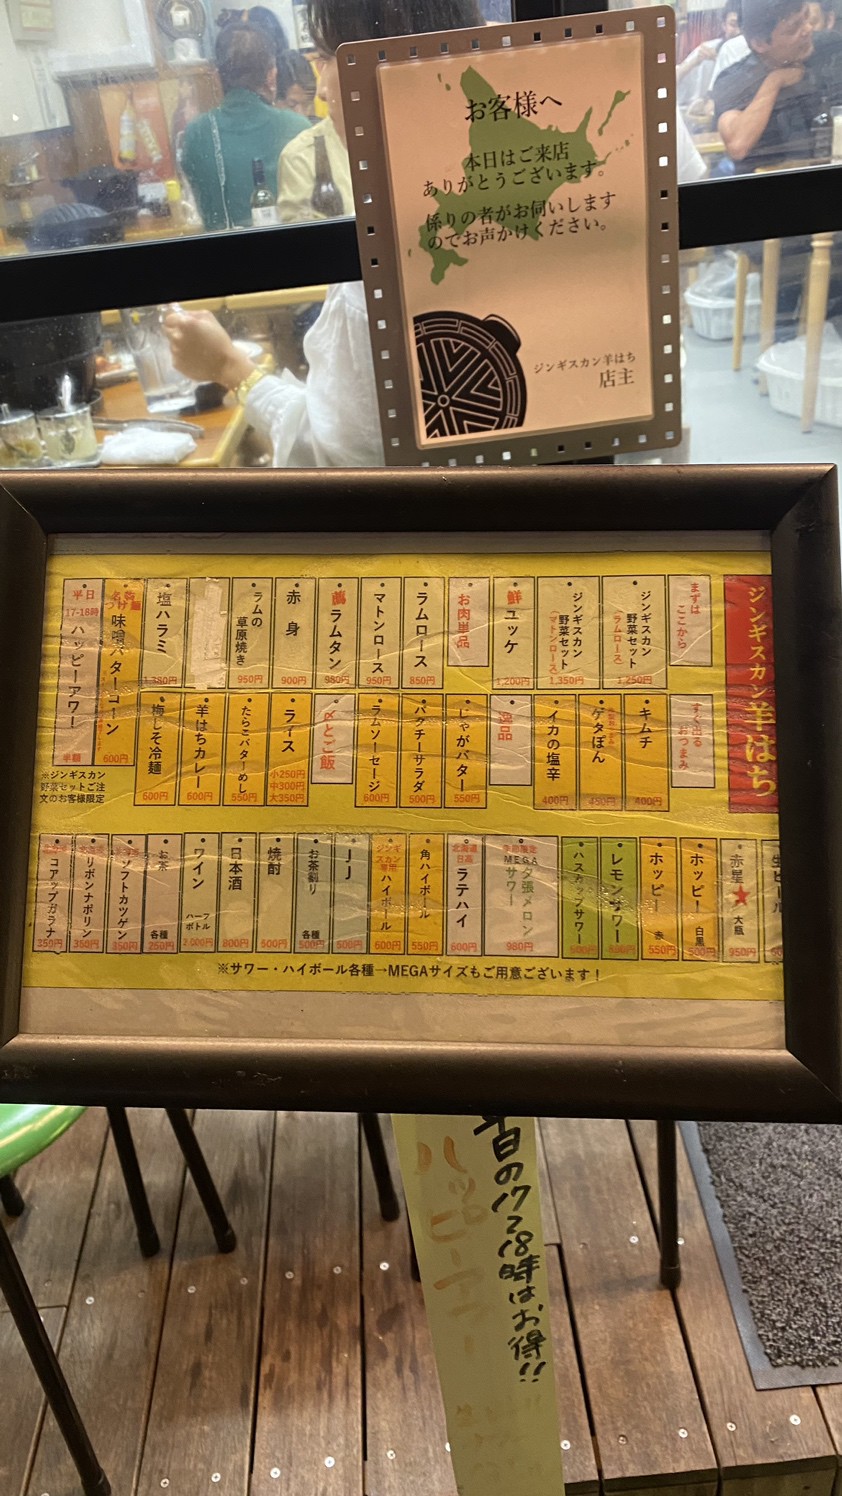 お客様へ
本日はご来店
ありがとうございます。
係りの者がお伺いします
のでお声かけください。
ジンギスカン羊はち
店主
ジンギスカン羊はち
まずは
ここから
ジンギスカン
野菜セット
(ラムロース)
1,250円
ジンギスカン
野菜セット
(マトンロース)
1,350円
鮮ユッケ
1,200円
お肉単品
ラムロース
850円
マトンロース
950円
薦ラムタン
980円
赤身
900円
ラムの
草原焼き
950円
塩ハラミ
1,380円
つけ麺
味噌バターコーン
600円
平日
17-18時
ハッピーアワー
半額
※ジンギスカン
野菜セットご注
文のお客様限定
すぐ出る
おつまみ
キムチ
400円
ゲタぽん
450円
イカの塩辛
400円
逸品
じゃがバター
550円
パクチーサラダ
500円
ラムソーセージ
600円
〆とご飯
ライス
小250円
中300円
大350円
たらこバターめし
550円
羊はちカレー
600円
梅しそ冷麺
600円
生ビール
赤星★大瓶
950円
ホッピー 白黒
500円
ホッピー 赤
550円
レモンサワー
ハスカップサワー
MEGA夕張メロンサワー
980円
北海道
日高
ラテハイ
600円
角ハイボール
550円
ジンギスカン専用
ハイボール
600円
JJ
500円
お茶割り
各種
500円
焼酎
500円
日本酒
800円
ワイン
ハーフ
ボトル
2,000円
お茶
各種
250円
ソフトカツゲン
350円
リボンナポリン
350円
コアップガラナ
350円
※サワー・ハイボール各種→MEGAサイズもご用意ございます！
平日の17〜18時はお得!!
ハッピーアワー